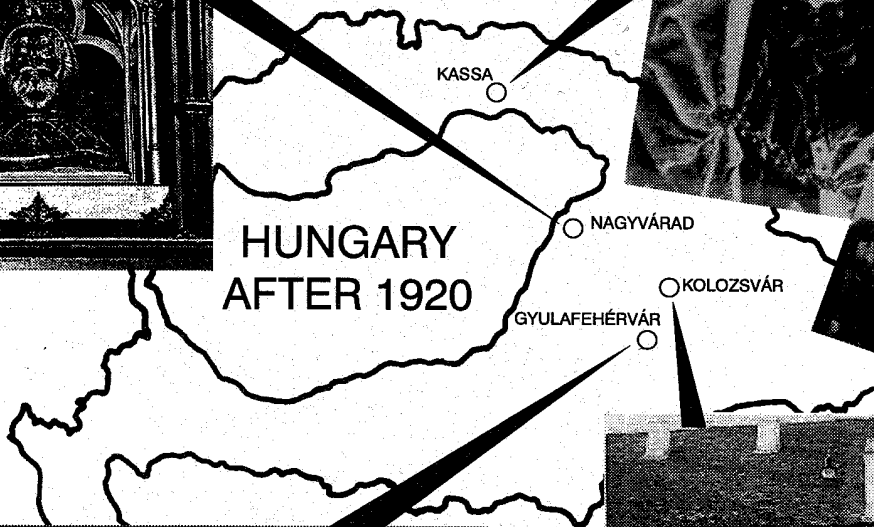 KASSA
NAGYVÁRAD
HUNGARY
AFTER 1920
KOLOZSVÁR
GYULAFEHÉRVÁR